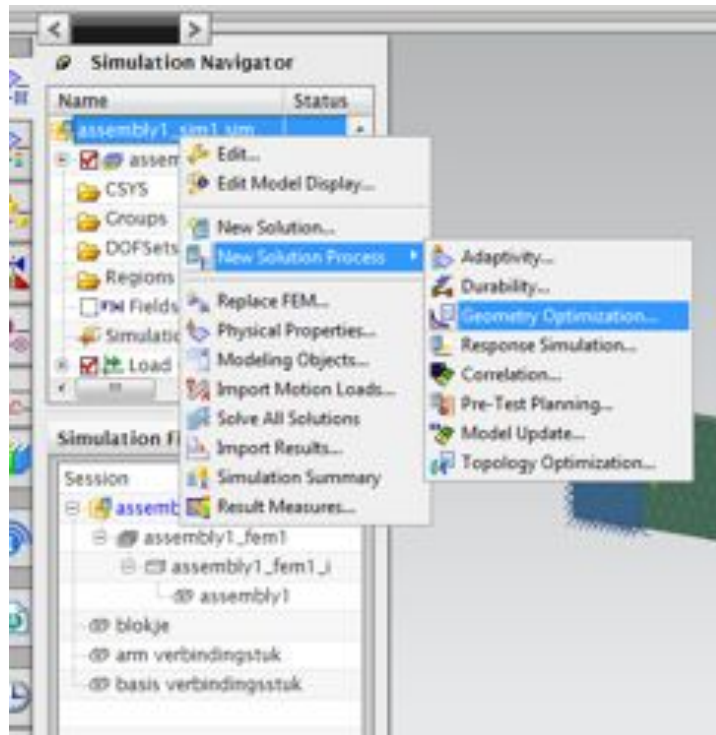 Simulation Navigator
Name Status
assembly1_sim1.sim
assem
CSYS
Groups
DOFSets
Regions
Fields
Simulatio
Load
Edit...
Edit Model Display...
New Solution...
New Solution Process
Replace FEM...
Physical Properties...
Modeling Objects...
Import Motion Loads...
Solve All Solutions
Import Results...
Simulation Summary
Result Measures...
Adaptivity...
Durability...
Geometry Optimization...
Response Simulation...
Correlation...
Pre-Test Planning...
Model Update...
Topology Optimization...
Simulation Fi
Session
assemb
assembly1_fem1
assembly1_fem1_i
assembly1
blokje
arm verbindingstuk
basis verbindingsstuk